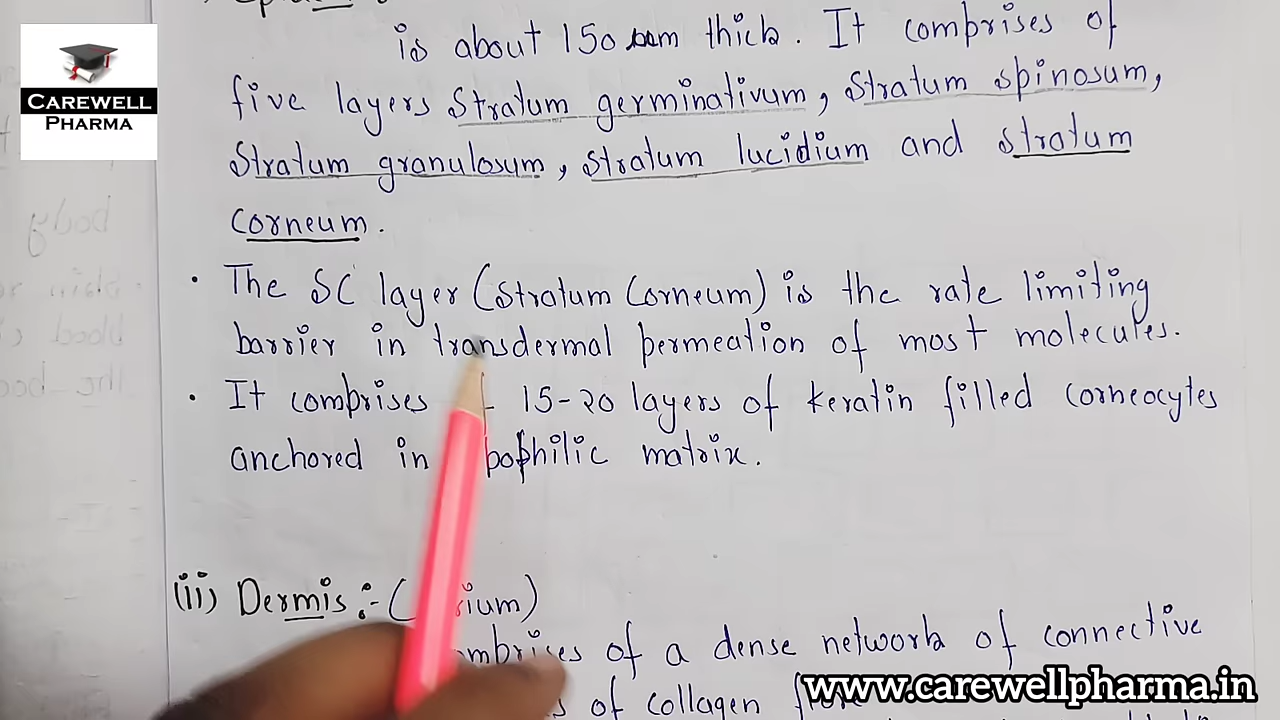 is about 150 thick. It comprises of
five layers Stratum germinativum, Stratum spinosum,
Stratum granulosum, stratum lucidium and stratum
corneum.
• The SC layer (Stratum Corneum) is the rate limiting
barrier in transdermal permeation of most molecules.
• It comprises 15-20 layers of keratin filled corneocytes
anchored in matrix.
(ii) Dermis :- (
of a dense network of connective
of collagen
CAREWELL
PHARMA
www.carewellpharma.in